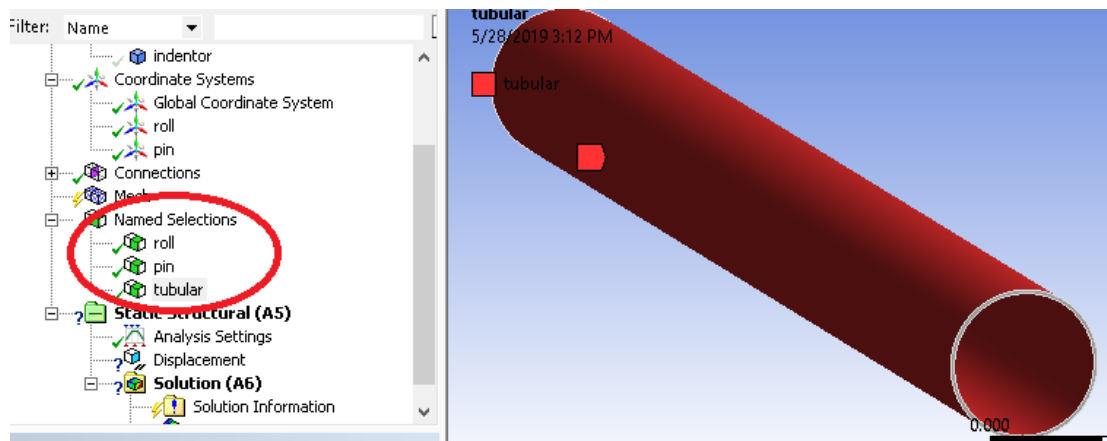 Filter: Name
indentor
Coordinate Systems
Global Coordinate System
roll
pin
Connections
Mesh
Named Selections
roll
pin
tubular
Static Structural (A5)
Analysis Settings
Displacement
Solution (A6)
Solution Information
tubular
5/28/2019 3:12 PM
tubular
0.000